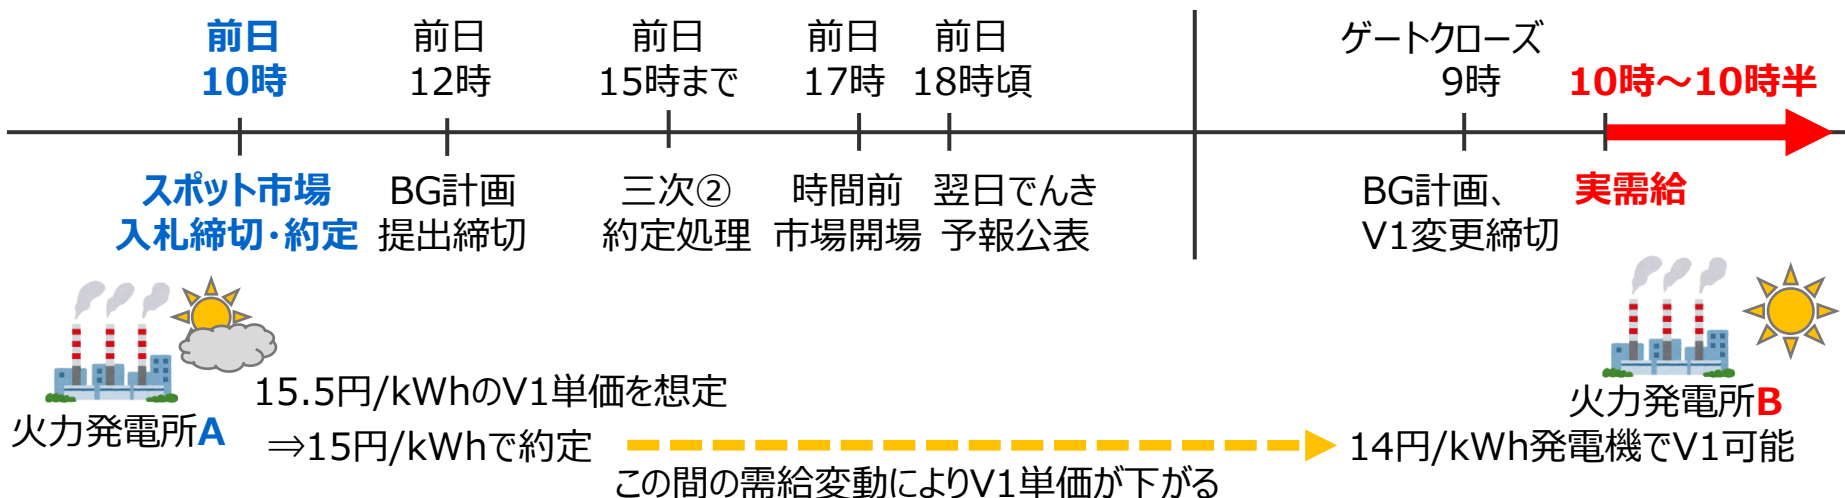 前日
10時
前日
12時
前日
15時まで
前日
17時
前日
18時頃
ゲートクローズ
9時
10時～10時半
スポット市場
入札締切・約定
BG計画
提出締切
三次②
約定処理
時間前
市場開場
翌日でんき
予報公表
BG計画、
V1変更締切
実需給
火力発電所A
15.5円/kWhのV1単価を想定
⇒15円/kWhで約定
この間の需給変動によりV1単価が下がる
火力発電所B
14円/kWh発電機でV1可能